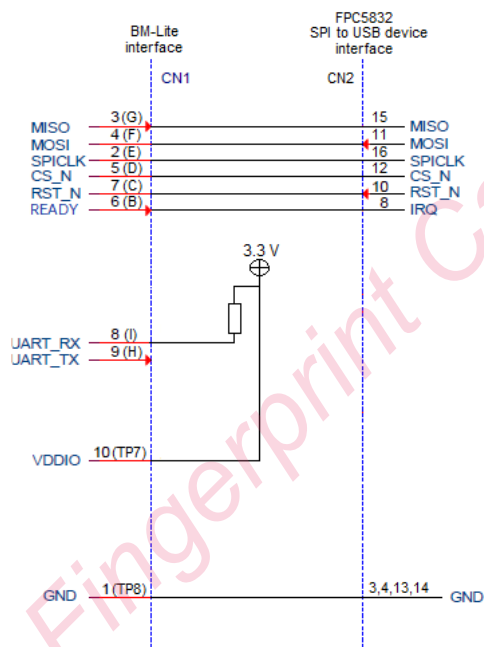 BM-Lite
interface
FPC5832
SPI to USB device
interface
CN1
CN2
MISO 3 (G) 15 MISO
MOSI 4 (F) 11 MOSI
SPICLK 2 (E) 16 SPICLK
CS_N 5 (D) 12 CS_N
RST_N 7 (C) 10 RST_N
READY 6 (B) 8 IRQ
3.3 V
UART_RX 8 (I)
UART_TX 9 (H)
VDDIO 10 (TP7)
GND 1 (TP8) 3,4,13,14 GND
Fingerprint